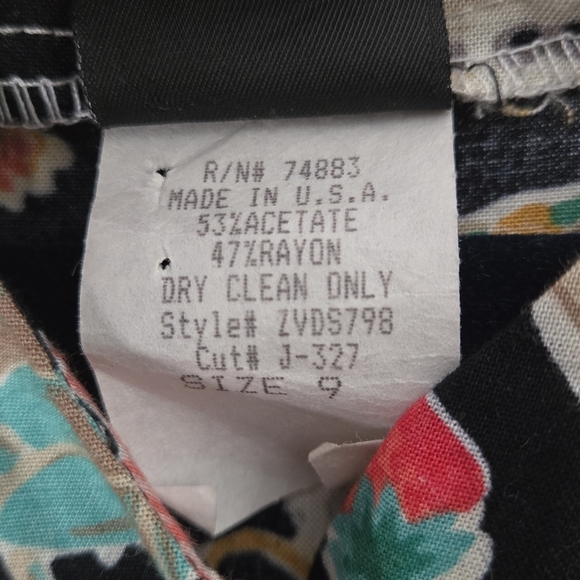 R/N# 74883
MADE IN U.S.A.
53%ACETATE
47%RAYON
DRY CLEAN ONLY
Style# ZVDS798
Cut# J-327
SIZE 9